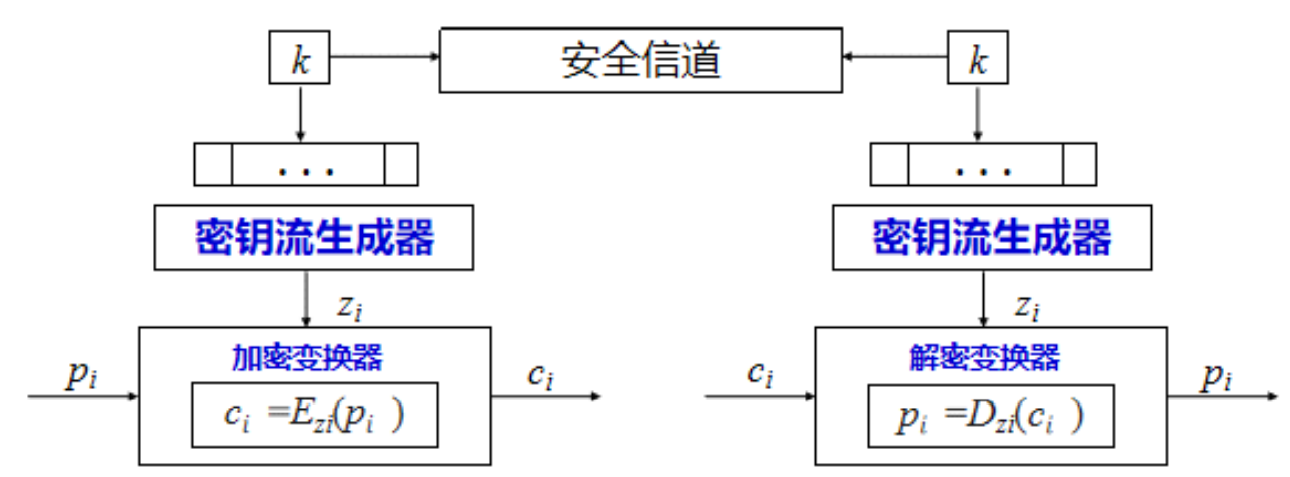 k 安全信道 k
... ...
密钥流生成器 密钥流生成器
z_i z_i
加密变换器 解密变换器
p_i c_i c_i p_i
c_i =E_{zi}(p_i ) p_i =D_{zi}(c_i )